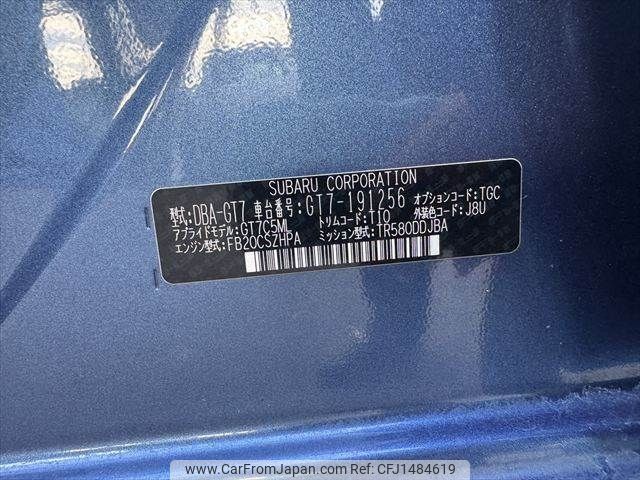 SUBARU CORPORATION
型式:DBA-GT7 車台番号:GT7-191256 オプションコード:TGC
アプライドモデル:GT7C5ML トリムコード:T10 外装色コード:J8U
エンジン型式:FB20CSZHPA ミッション型式:TR580DDJBA
www.CarFromJapan.com | Ref No. CFJ1484619